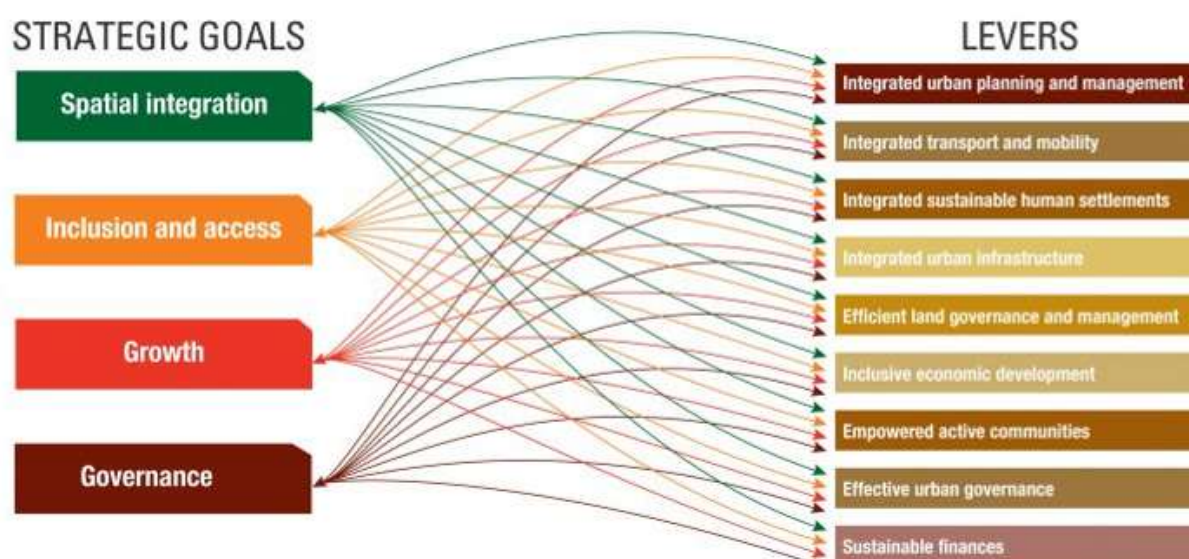 STRATEGIC GOALS
Spatial integration
Inclusion and access
Growth
Governance
LEVERS
Integrated urban planning and management
Integrated transport and mobility
Integrated sustainable human settlements
Integrated urban infrastructure
Efficient land governance and management
Inclusive economic development
Empowered active communities
Effective urban governance
Sustainable finances